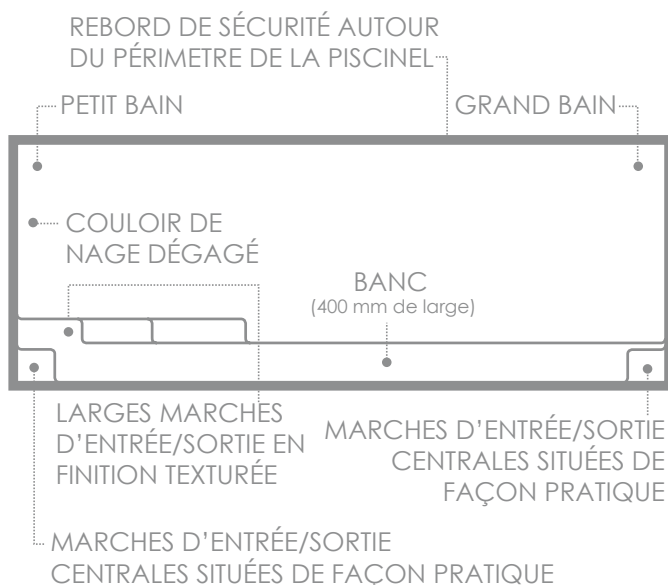 REBORD DE SÉCURITÉ AUTOUR
DU PÉRIMETRE DE LA PISCINEL
PETIT BAIN
GRAND BAIN
COULOIR DE
NAGE DÉGAGÉ
BANC
(400 mm de large)
LARGES MARCHES
D’ENTRÉE/SORTIE EN
FINITION TEXTURÉE
MARCHES D’ENTRÉE/SORTIE
CENTRALES SITUÉES DE
FAÇON PRATIQUE
MARCHES D’ENTRÉE/SORTIE
CENTRALES SITUÉES DE FAÇON PRATIQUE